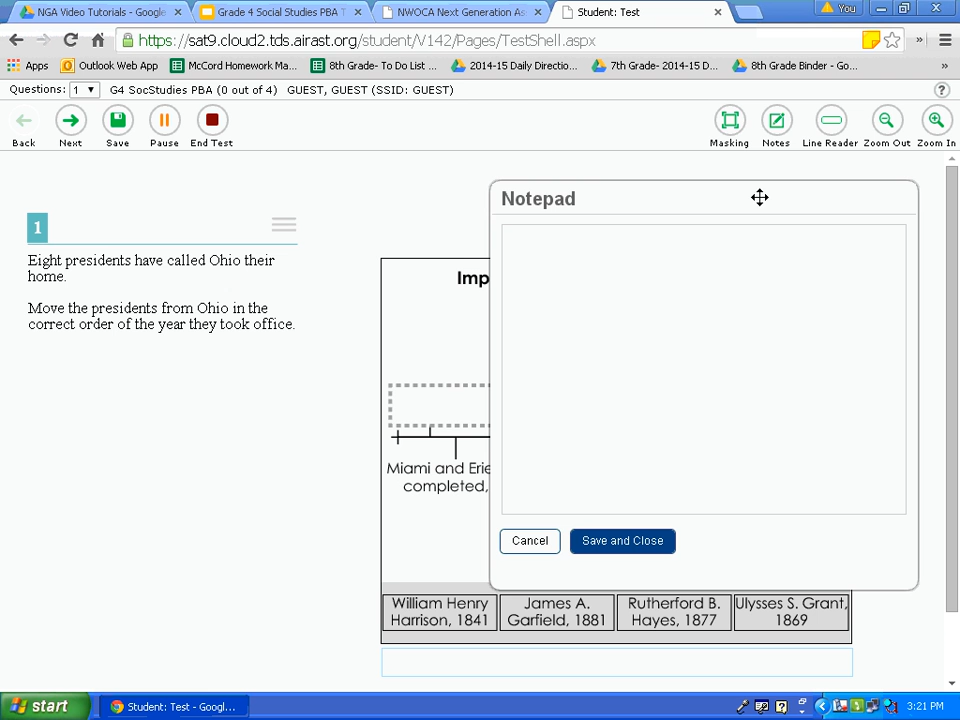 NGA Video Tutorials - Google
Grade 4 Social Studies PBA T
NWOCA Next Generation As
Student: Test
You
https://sat9.cloud2.tds.airast.org/student/V142/Pages/TestShell.aspx
Apps
Outlook Web App
McCord Homework Ma...
8th Grade- To Do List ...
2014-15 Daily Directio...
7th Grade- 2014-15 D...
8th Grade Binder - Go...
»
Questions: 1
G4 SocStudies PBA (0 out of 4)
GUEST, GUEST (SSID: GUEST)
?
Back
Next
Save
Pause
End Test
Masking
Notes
Line Reader
Zoom Out
Zoom In
1
Eight presidents have called Ohio their
home.
Move the presidents from Ohio in the
correct order of the year they took office.
Imp
Miami and Erie
completed,
Notepad
Cancel
Save and Close
William Henry
Harrison, 1841
James A.
Garfield, 1881
Rutherford B.
Hayes, 1877
Ulysses S. Grant,
1869
start
Student: Test - Googl...
3:21 PM